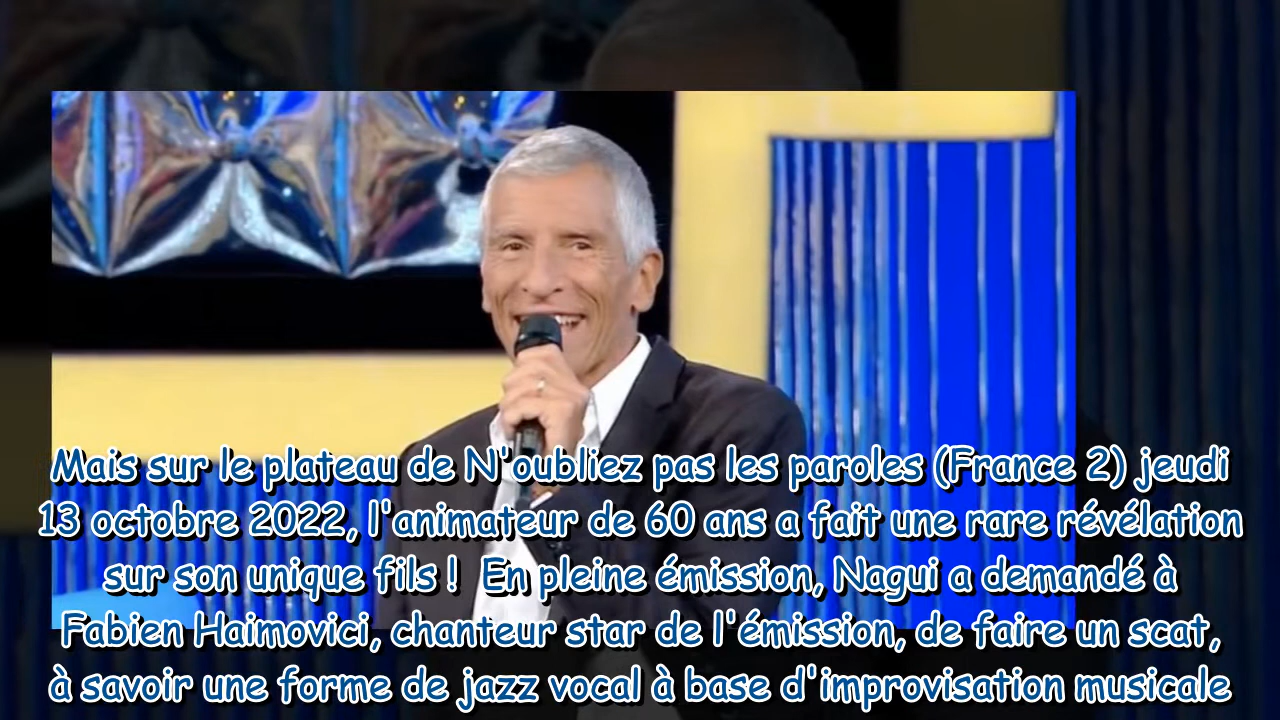 Mais sur le plateau de N'oubliez pas les paroles (France 2) jeudi
13 octobre 2022, l'animateur de 60 ans a fait une rare révélation
sur son unique fils !  En pleine émission, Nagui a demandé à
Fabien Haimovici, chanteur star de l'émission, de faire un scat,
à savoir une forme de jazz vocal à base d'improvisation musicale